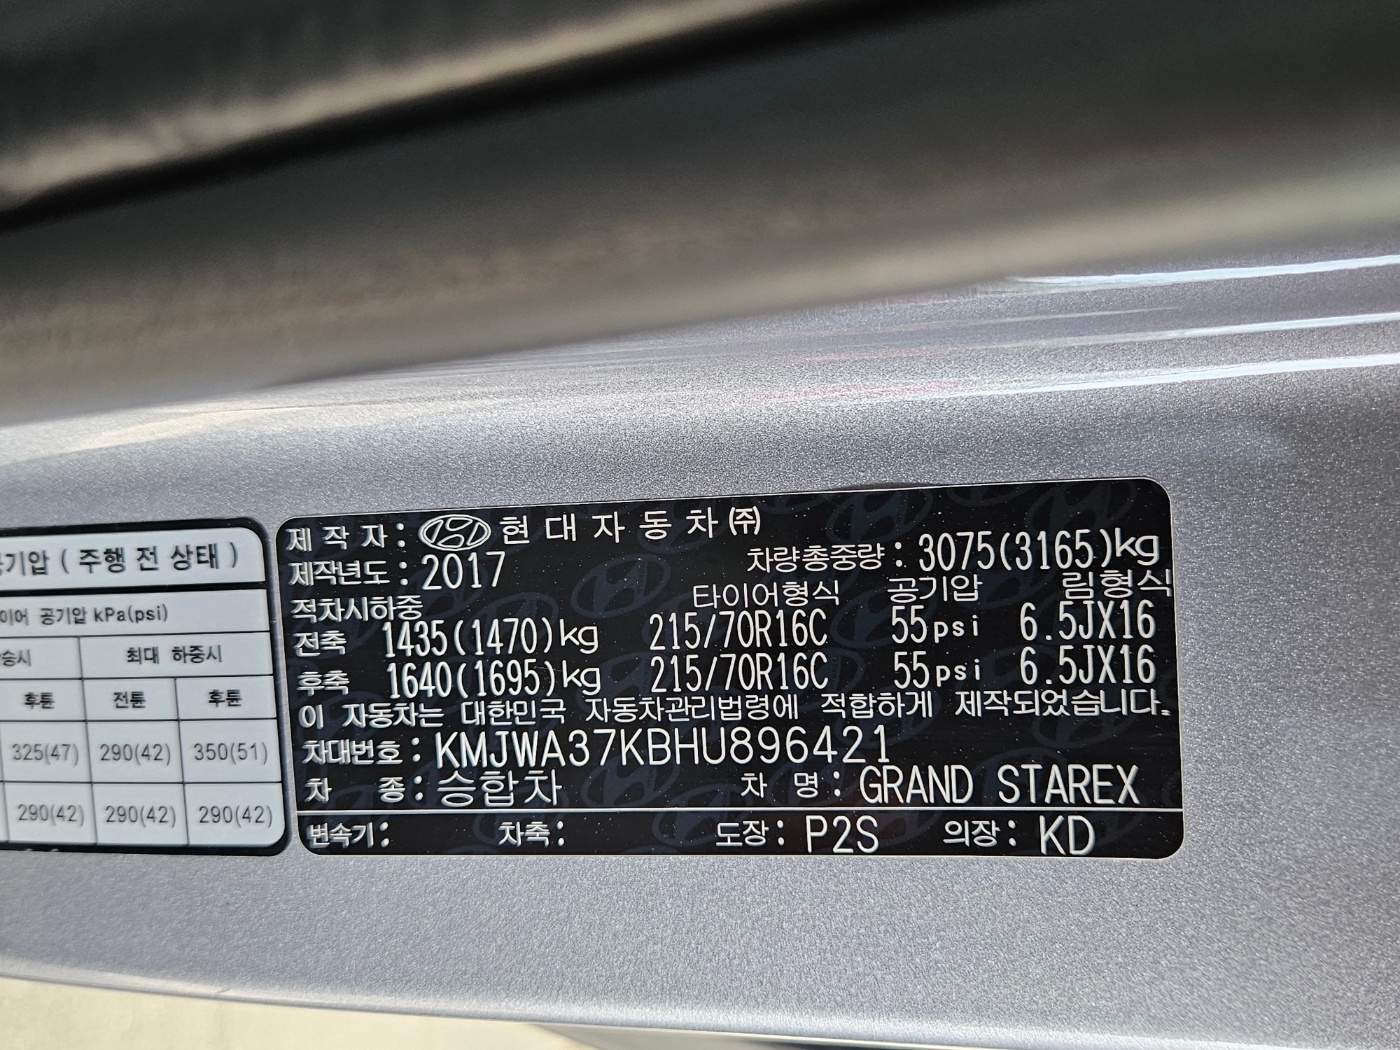 기압 ( 주행 전 상태 )
이어 공기압 kPa(psi)
승시 최대 하중시
후륜 전륜 후륜
325(47) 290(42) 350(51)
290(42) 290(42) 290(42)
제 작 자 : 현 대 자 동 차 ㈜
제작년도 : 2017 차량총중량 : 3075(3165)kg
적차시하중 타이어형식 공기압 림형식
전축 1435(1470)kg 215/70R16C 55psi 6.5JX16
후축 1640(1695)kg 215/70R16C 55psi 6.5JX16
이 자동차는 대한민국 자동차관리법령에 적합하게 제작되었습니다.
차대번호 : KMJWA37KBHU896421
차 종 : 승합차 차 명 : GRAND STAREX
변속기 : 차축 : 도장 : P2S 의장 : KD